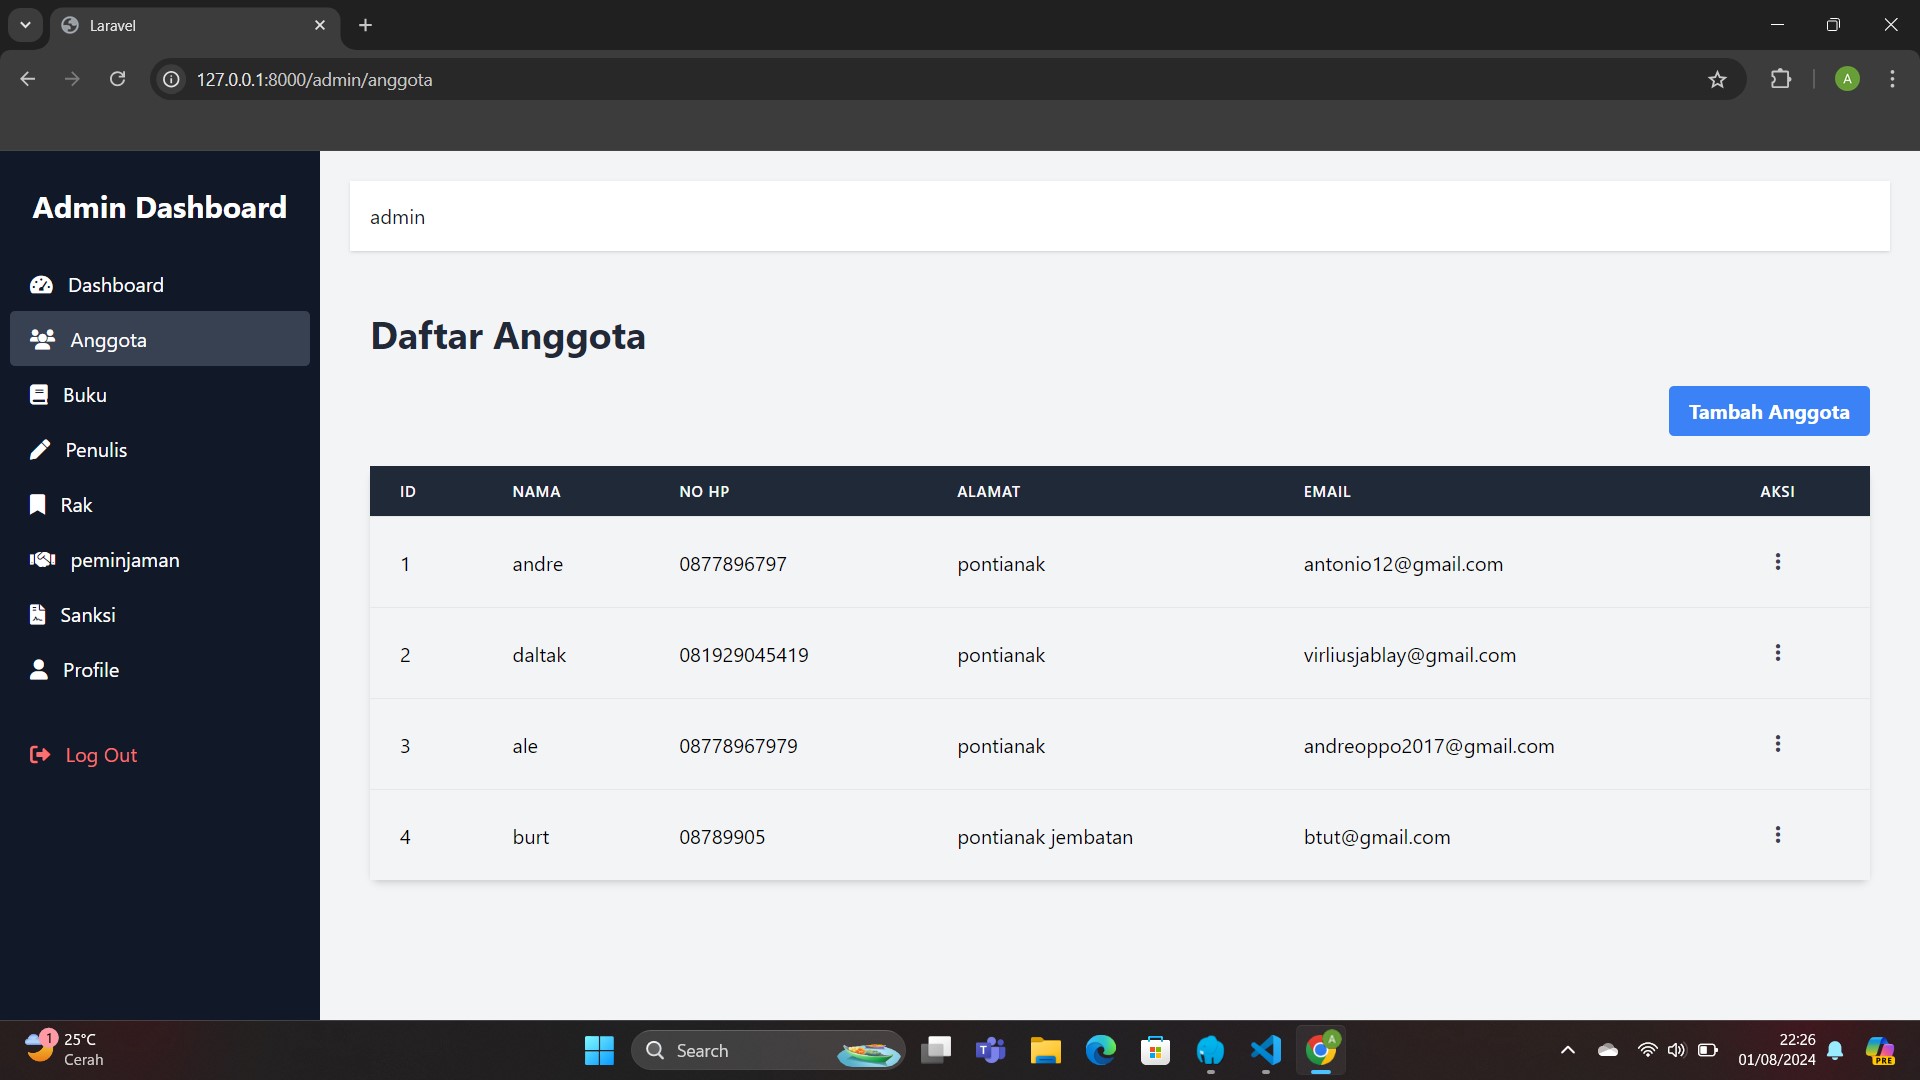 Laravel
127.0.0.1:8000/admin/anggota
A
Admin Dashboard
Dashboard
Anggota
Buku
Penulis
Rak
peminjaman
Sanksi
Profile
Log Out
admin
Daftar Anggota
Tambah Anggota
ID NAMA NO HP ALAMAT EMAIL AKSI
1 andre 0877896797 pontianak antonio12@gmail.com
2 daltak 081929045419 pontianak virliusjablay@gmail.com
3 ale 08778967979 pontianak andreoppo2017@gmail.com
4 burt 08789905 pontianak jembatan btut@gmail.com
1
25°C
Cerah
Search
A
22:26
01/08/2024
PRE